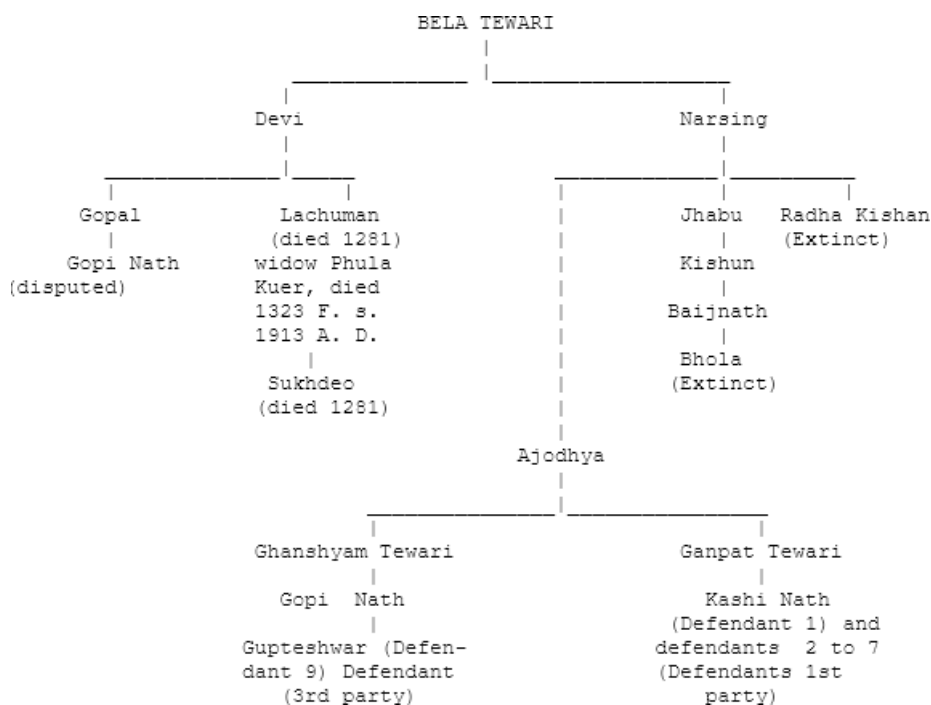 BELA TEWARI
Devi Narsing
Gopal Lachuman Jhabu Radha Kishan
(died 1281) (Extinct)
Gopi Nath widow Phula Kishun
(disputed) Kuer, died
1323 F. s. Baijnath
1913 A. D.
Bhola
Sukhdeo (Extinct)
(died 1281)
Ajodhya
Ghanshyam Tewari Ganpat Tewari
Gopi Nath Kashi Nath
(Defendant 1) and
Gupteshwar (Defen- defendants 2 to 7
dant 9) Defendant (Defendants 1st
(3rd party) party)